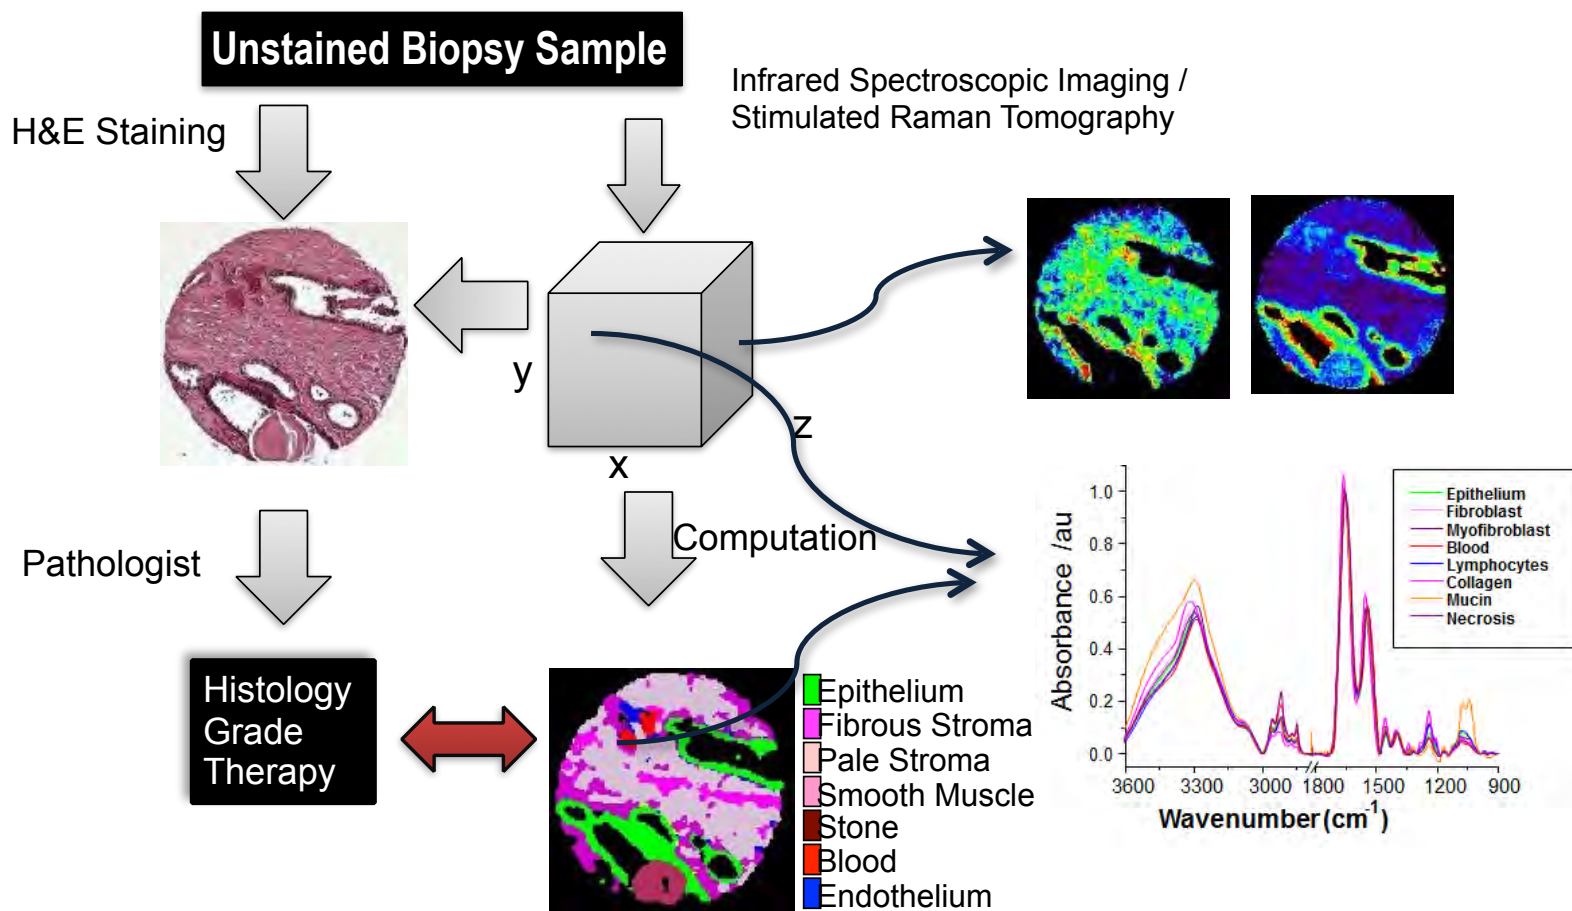 Unstained Biopsy Sample
Infrared Spectroscopic Imaging /
Stimulated Raman Tomography
H&E Staining
y
z
x
Computation
Pathologist
Histology
Grade
Therapy
Epithelium
Fibrous Stroma
Pale Stroma
Smooth Muscle
Stone
Blood
Endothelium
Absorbance /au
1.0
0.8
0.6
0.4
0.2
0.0
3600 3300 3000 1800 1500 1200 900
Wavenumber (cm-1)
Epithelium
Fibroblast
Myofibroblast
Blood
Lymphocytes
Collagen
Mucin
Necrosis